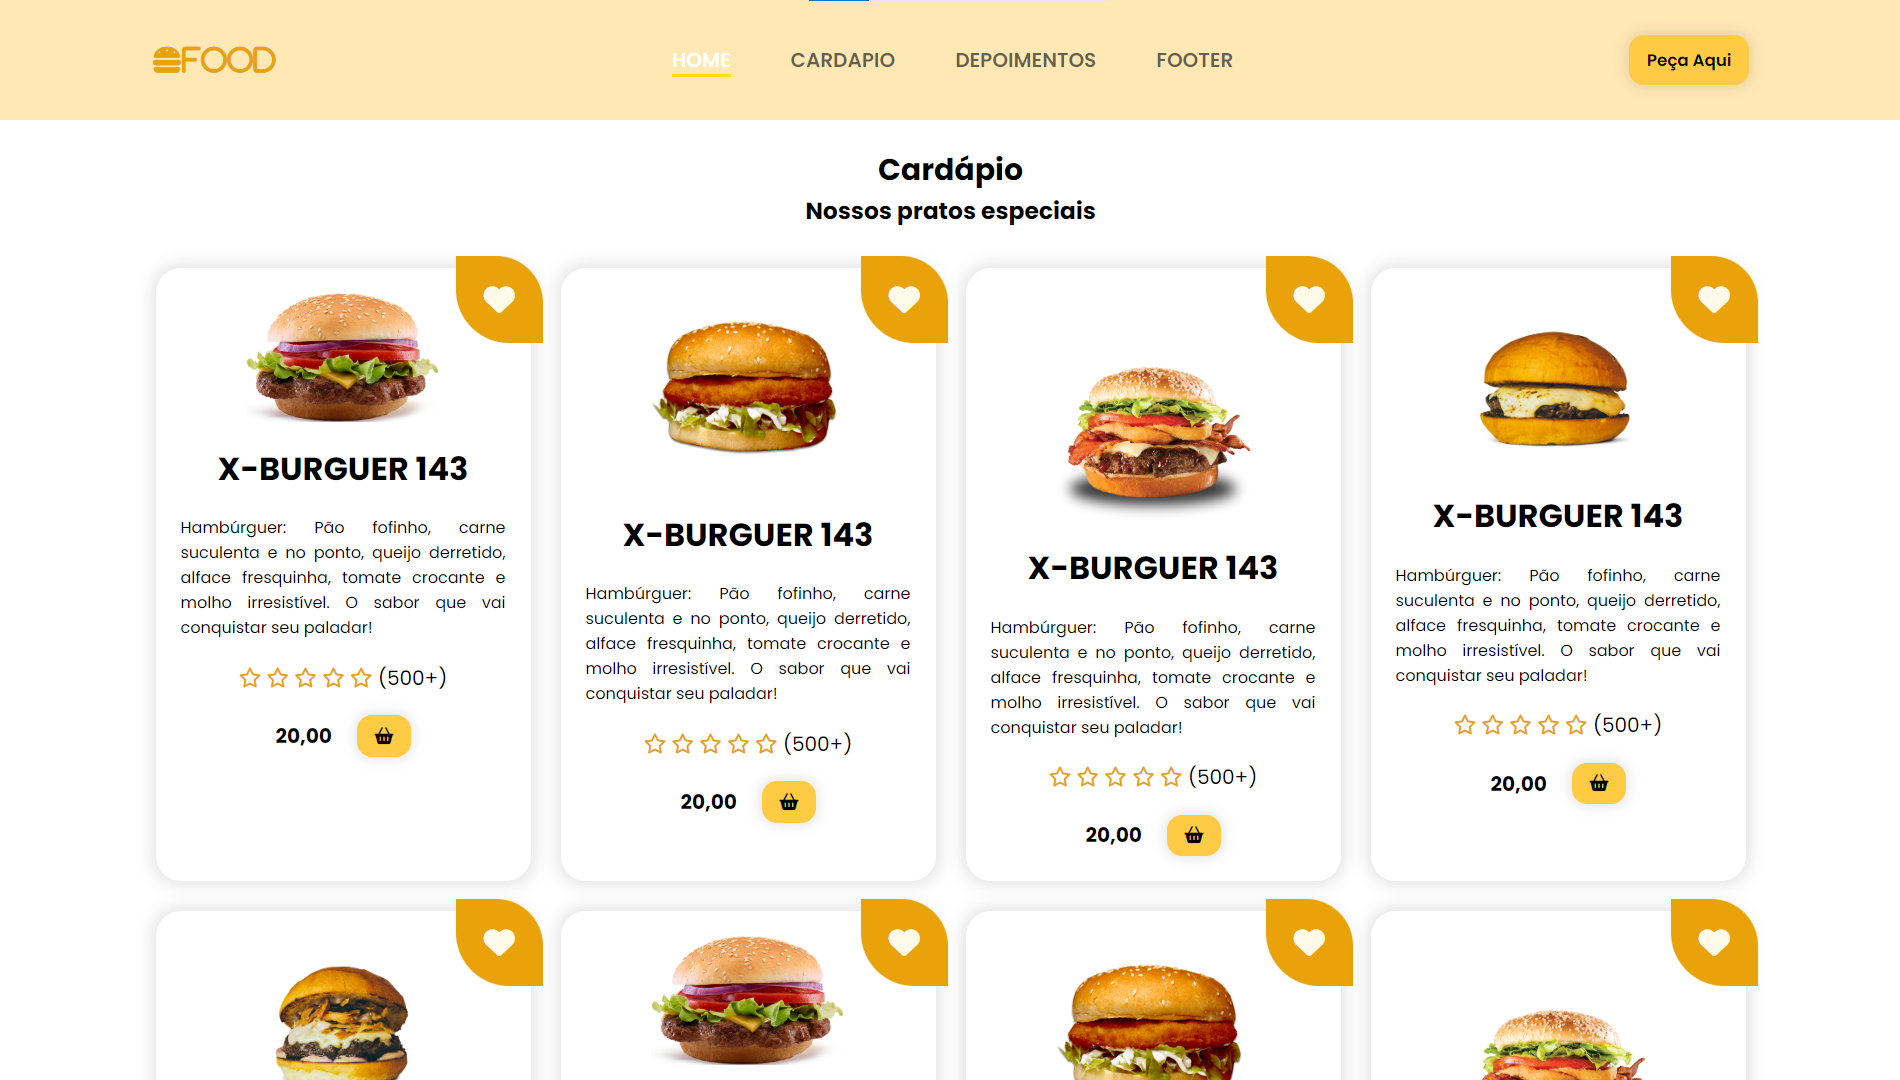 FOOD
HOME
CARDAPIO
DEPOIMENTOS
FOOTER
Peça Aqui
Cardápio
Nossos pratos especiais
X-BURGUER 143
Hambúrguer: Pão fofinho, carne
suculenta e no ponto, queijo derretido,
alface fresquinha, tomate crocante e
molho irresistível. O sabor que vai
conquistar seu paladar!
(500+)
20,00
X-BURGUER 143
Hambúrguer: Pão fofinho, carne
suculenta e no ponto, queijo derretido,
alface fresquinha, tomate crocante e
molho irresistível. O sabor que vai
conquistar seu paladar!
(500+)
20,00
X-BURGUER 143
Hambúrguer: Pão fofinho, carne
suculenta e no ponto, queijo derretido,
alface fresquinha, tomate crocante e
molho irresistível. O sabor que vai
conquistar seu paladar!
(500+)
20,00
X-BURGUER 143
Hambúrguer: Pão fofinho, carne
suculenta e no ponto, queijo derretido,
alface fresquinha, tomate crocante e
molho irresistível. O sabor que vai
conquistar seu paladar!
(500+)
20,00